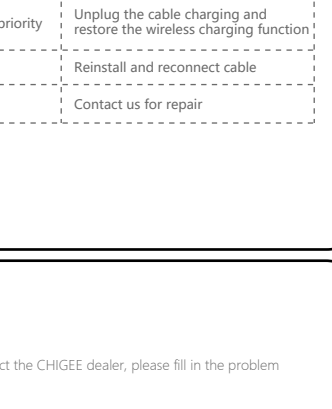 priority
Unplug the cable charging and
restore the wireless charging function
Reinstall and reconnect cable
Contact us for repair
ct the CHIGEE dealer, please fill in the problem